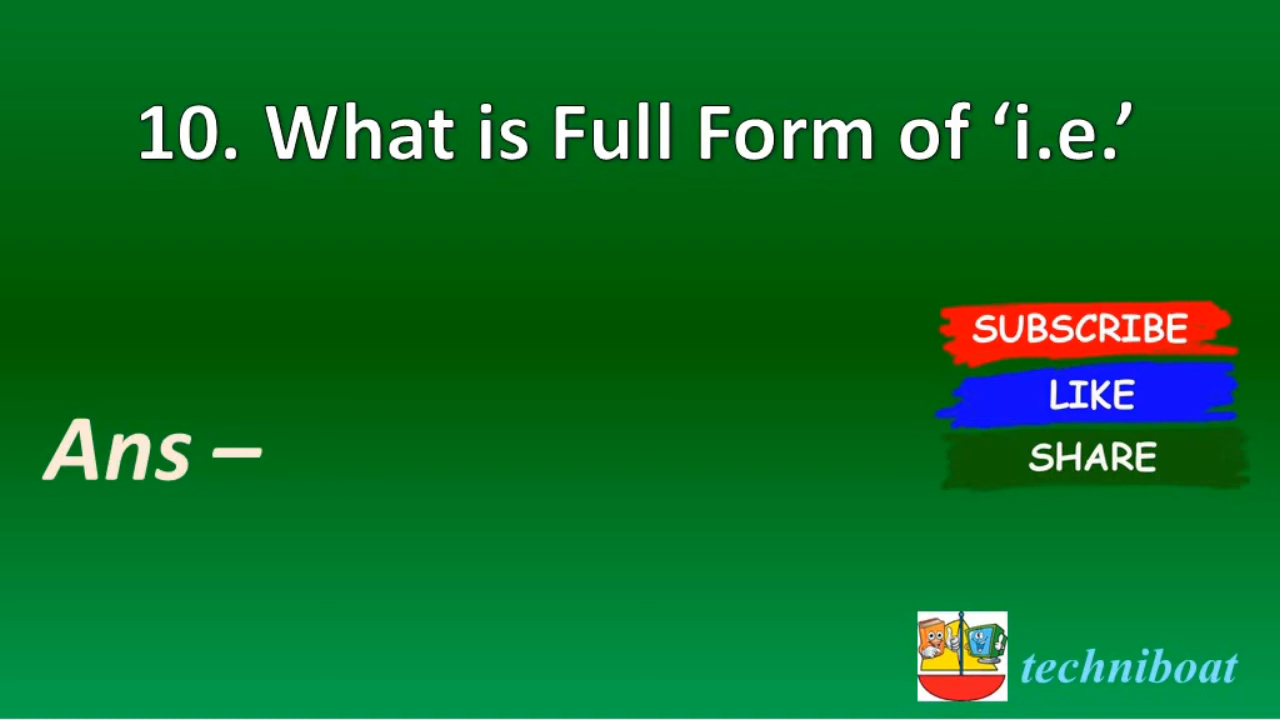 10. What is Full Form of ‘i.e.’
SUBSCRIBE
LIKE
Ans –
SHARE
techniboat